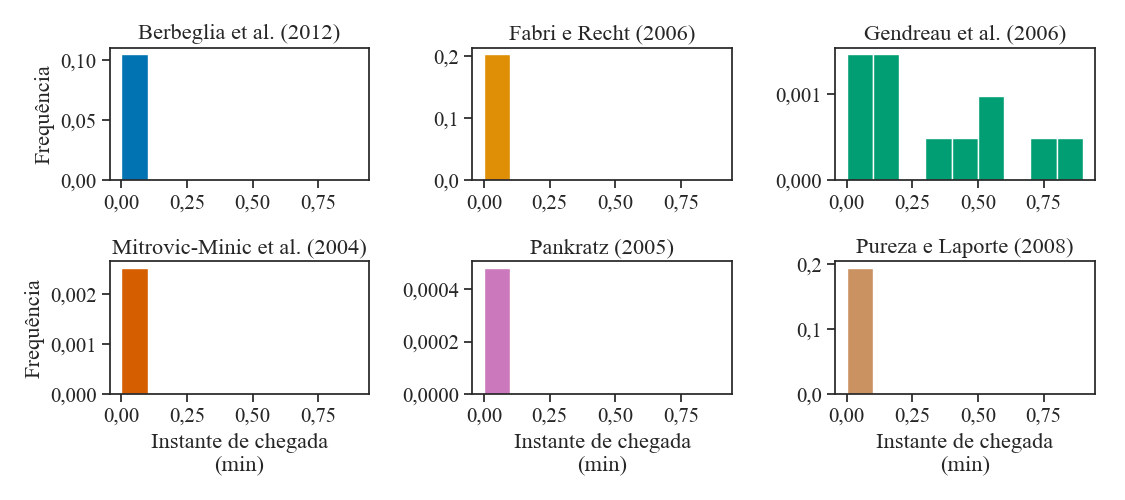 Berbeglia et al. (2012)
Frequência
0,10
0,05
0,00
0,00 0,25 0,50 0,75
Fabri e Recht (2006)
0,2
0,1
0,0
0,00 0,25 0,50 0,75
Gendreau et al. (2006)
0,001
0,000
0,00 0,25 0,50 0,75
Mitrovic-Minic et al. (2004)
Frequência
0,002
0,001
0,000
0,00 0,25 0,50 0,75
Instante de chegada
(min)
Pankratz (2005)
0,0004
0,0002
0,0000
0,00 0,25 0,50 0,75
Instante de chegada
(min)
Pureza e Laporte (2008)
0,2
0,1
0,0
0,00 0,25 0,50 0,75
Instante de chegada
(min)